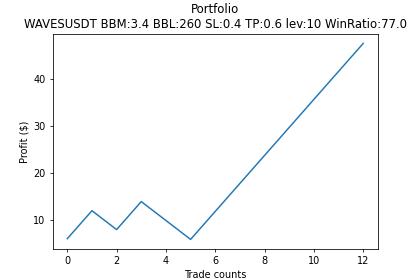 Portfolio
WAVESUSDT BBM:3.4 BBL:260 SL:0.4 TP:0.6 lev:10 WinRatio:77.0
Profit ($)
40
30
20
10
0 2 4 6 8 10 12
Trade counts